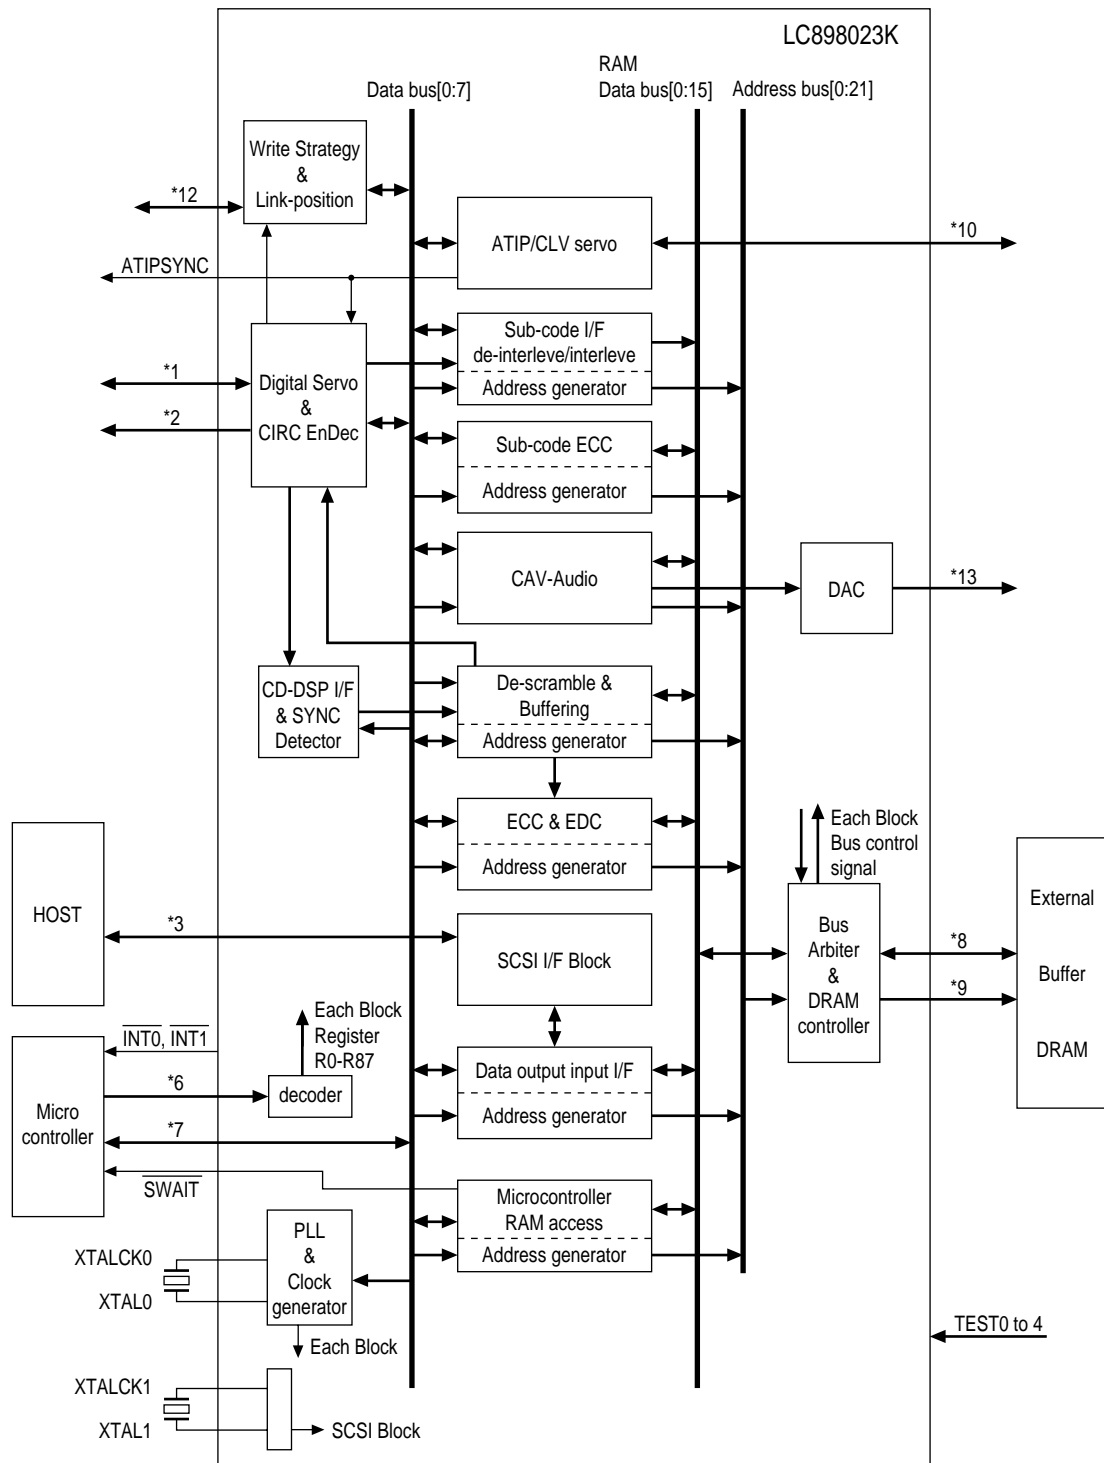 LC898023K
RAM
Data bus[0:7]
Data bus[0:15]
Address bus[0:21]
Write Strategy
&
Link-position
*12
ATIP/CLV servo
*10
ATIPSYNC
Sub-code I/F
de-interleve/interleve
Address generator
*1
*2
Digital Servo
&
CIRC EnDec
Sub-code ECC
Address generator
CAV-Audio
DAC
*13
CD-DSP I/F
& SYNC
Detector
De-scramble &
Buffering
Address generator
ECC & EDC
Address generator
Each Block
Bus control
signal
HOST
*3
SCSI I/F Block
Bus
Arbiter
&
DRAM
controller
*8
*9
External
Buffer
DRAM
Each Block
Register
R0-R87
INT0, INT1
*6
decoder
Micro
controller
*7
Data output input I/F
Address generator
SWAIT
Microcontroller
RAM access
Address generator
XTALCK0
XTAL0
PLL
&
Clock
generator
Each Block
TEST0 to 4
XTALCK1
XTAL1
SCSI Block